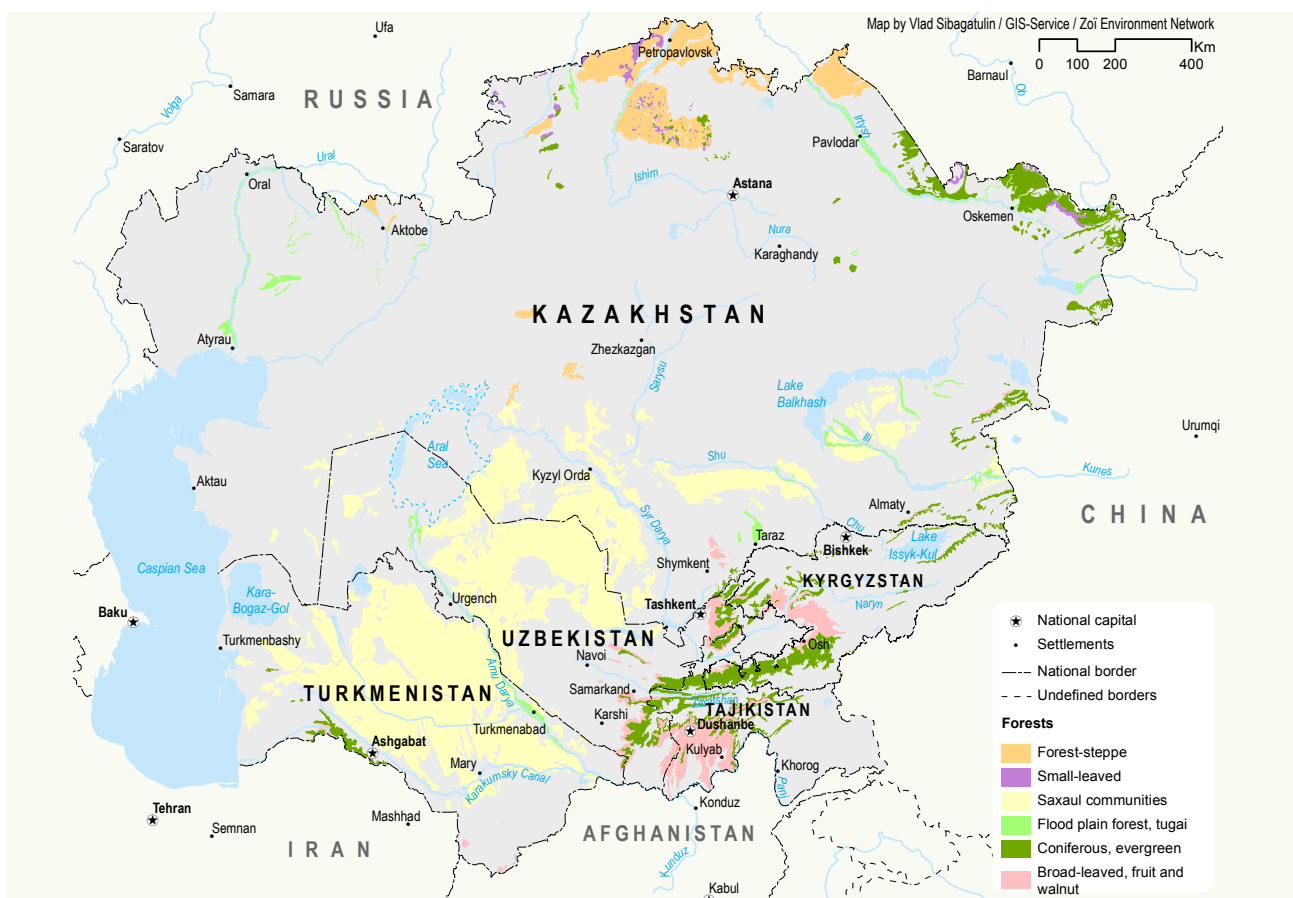 Map by Vlad Sibagatulin / GIS-Service / Zoï Environment Network
Km
0 100 200 400
Ufa
Petropavlovsk
Barnaul
Ob
Samara
RUSSIA
Volga
Saratov
Irtysh
Pavlodar
Ural
Oral
Ishim
Astana
Oskemen
Aktobe
Nura
Karaghandy
KAZAKHSTAN
Atyrau
Zhezkazgan
Sarysu
Lake
Balkhash
Urumqi
Ili
Aral
Sea
Shu
Kunes
Kyzyl Orda
Aktau
Almaty
CHINA
Syr Darya
Chu
Taraz
Bishkek
Lake
Issyk-Kul
Caspian Sea
Shymkent
KYRGYZSTAN
Kara-
Bogaz-Gol
Urgench
Naryn
Baku
Tashkent
Turkmenbashy
UZBEKISTAN
Osh
Navoi
Amu Darya
TURKMENISTAN
Samarkand
TAJIKISTAN
Karshi
Dushanbe
Turkmenabad
Ashgabat
Kulyab
Mary
Khorog
Karakumsky Canal
Panj
Tehran
Mashhad
Konduz
Semnan
AFGHANISTAN
IRAN
Kunduz
Kabul
National capital
Settlements
National border
Undefined borders
Forests
Forest-steppe
Small-leaved
Saxaul communities
Flood plain forest, tugai
Coniferous, evergreen
Broad-leaved, fruit and
walnut